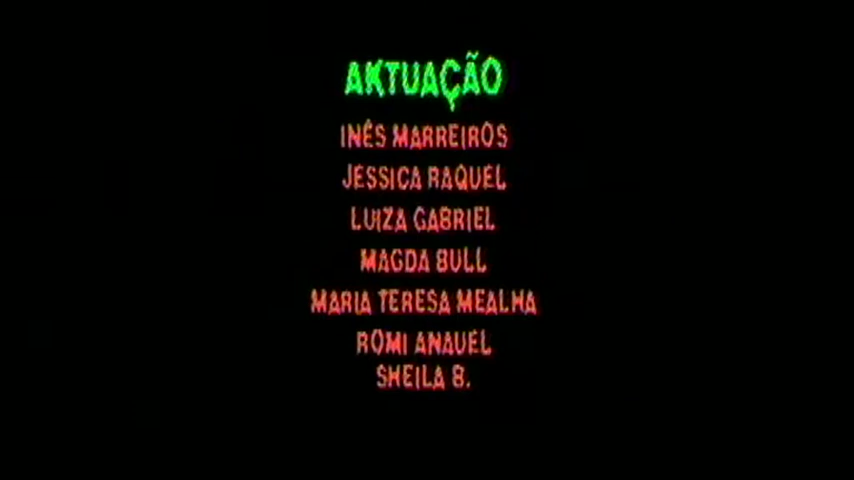 AKTUAÇÃO
INÊS MARREIROS
JESSICA RAQUEL
LUIZA GABRIEL
MAGDA BULL
MARIA TERESA MEALHA
ROMI ANAUEL
SHEILA B.